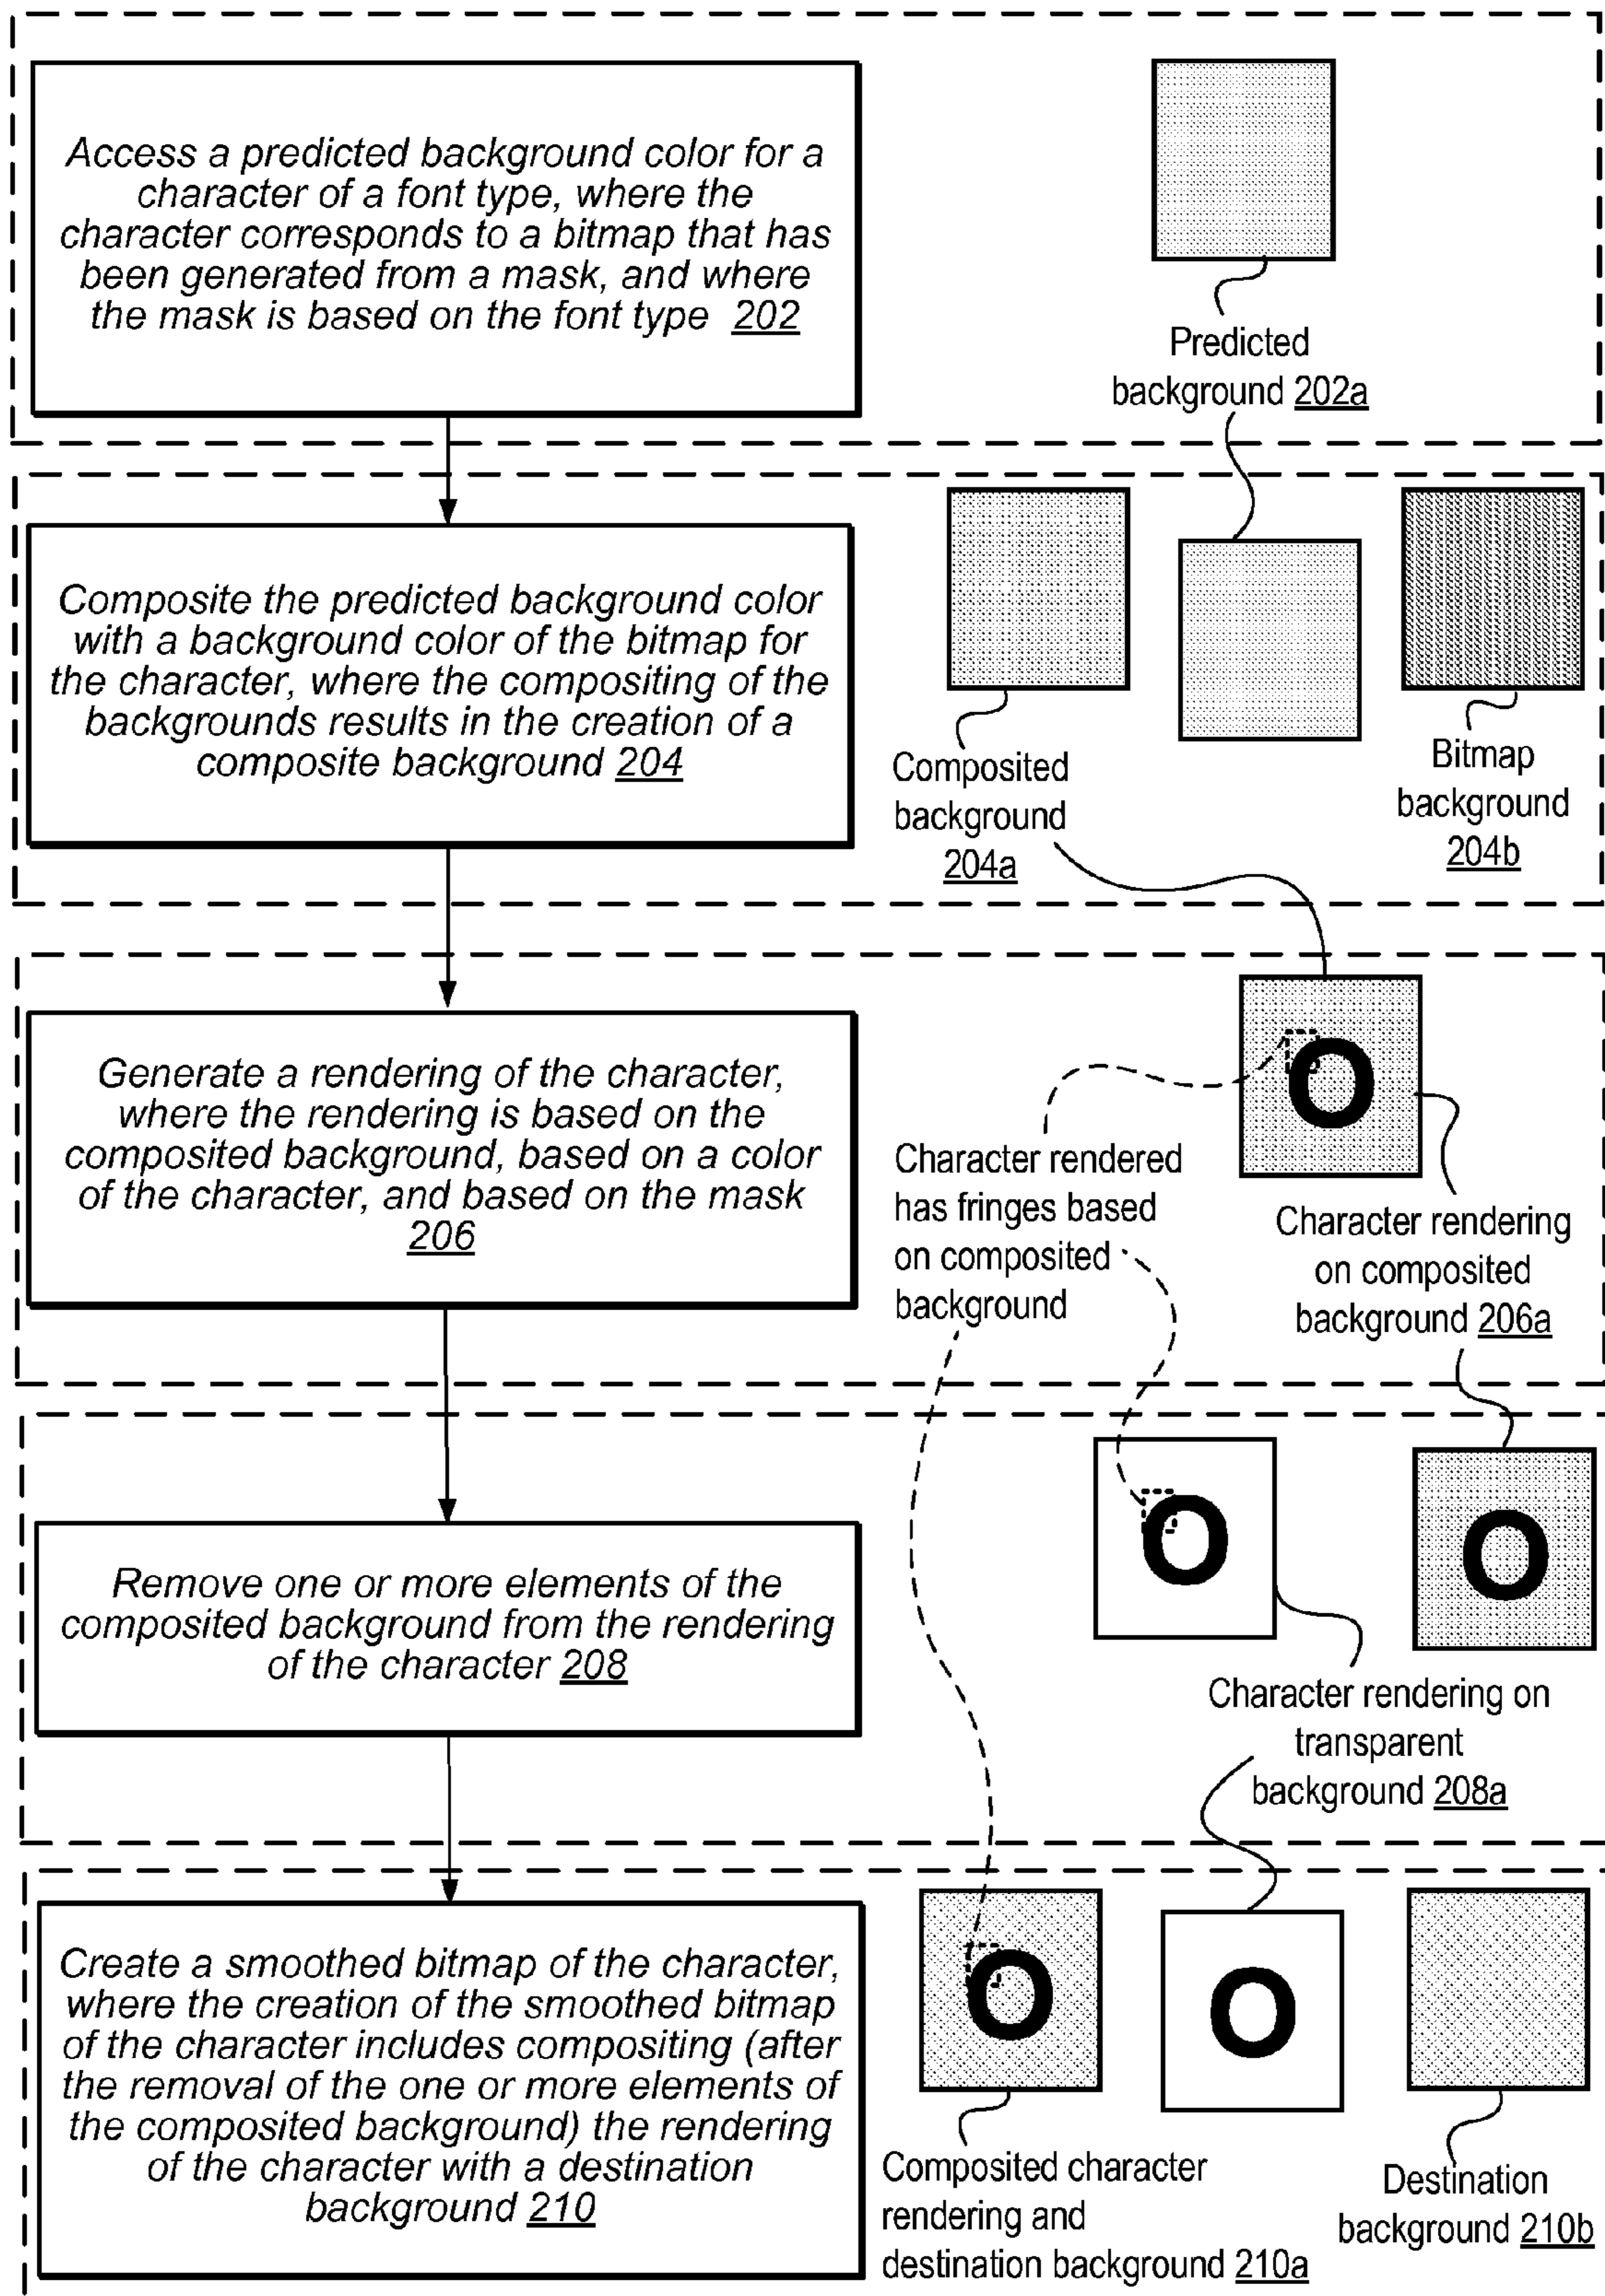 Access a predicted background color for a
character of a font type, where the
character corresponds to a bitmap that has
been generated from a mask, and where
the mask is based on the font type 202
Predicted
background 202a
Composite the predicted background color
with a background color of the bitmap for
the character, where the compositing of the
backgrounds results in the creation of a
composite background 204
Composited
background
204a
Bitmap
background
204b
Generate a rendering of the character,
where the rendering is based on the
composited background, based on a color
of the character, and based on the mask
206
Character rendered
has fringes based
on composited
background
O
Character rendering
on composited
background 206a
Remove one or more elements of the
composited background from the rendering
of the character 208
O
O
Character rendering on
transparent
background 208a
Create a smoothed bitmap of the character,
where the creation of the smoothed bitmap
of the character includes compositing (after
the removal of the one or more elements of
the composited background) the rendering
of the character with a destination
background 210
O
O
Composited character
rendering and
destination background 210a
Destination
background 210b